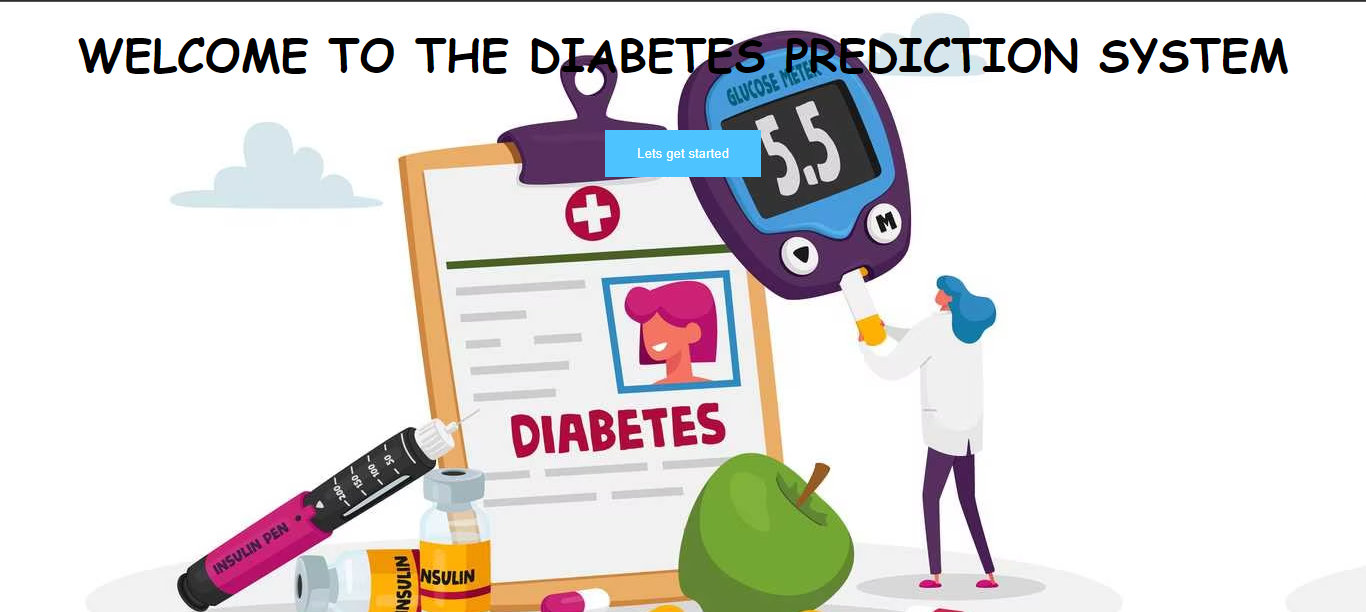 WELCOME TO THE DIABETES PREDICTION SYSTEM
GLUCOSE METER
5.5
Lets get started
M
DIABETES
50
100
150
200
INSULIN PEN
INSULIN
INSULIN